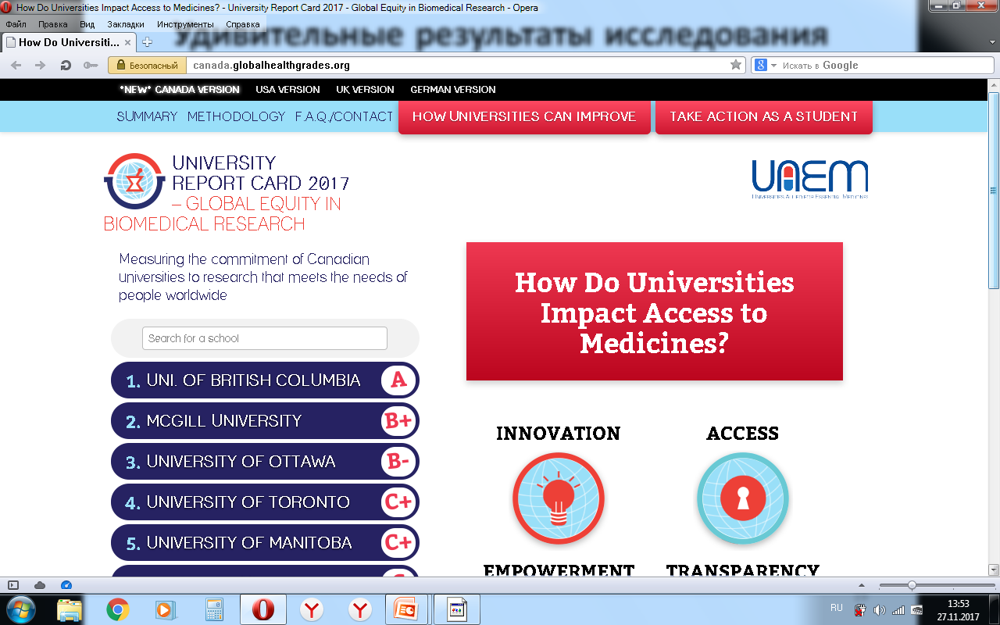 How Do Universities Impact Access to Medicines? - University Report Card 2017 - Global Equity in Biomedical Research - Opera
Файл Правка Вид Закладки Инструменты Справка
Удивительные результаты исследования
How Do Universiti...
Безопасный
canada.globalhealthgrades.org
Искать в Google
*NEW* CANADA VERSION USA VERSION UK VERSION GERMAN VERSION
SUMMARY METHODOLOGY F.A.Q./CONTACT HOW UNIVERSITIES CAN IMPROVE TAKE ACTION AS A STUDENT
UNIVERSITY
REPORT CARD 2017
– GLOBAL EQUITY IN
BIOMEDICAL RESEARCH
UAEM
UNIVERSITIES ALLIED FOR ESSENTIAL MEDICINES
Measuring the commitment of Canadian
universities to research that meets the needs of
people worldwide
Search for a school
1. UNI. OF BRITISH COLUMBIA A
2. MCGILL UNIVERSITY B+
3. UNIVERSITY OF OTTAWA B-
4. UNIVERSITY OF TORONTO C+
5. UNIVERSITY OF MANITOBA C+
How Do Universities
Impact Access to
Medicines?
INNOVATION ACCESS
EMPOWERMENT TRANSPARENCY
RU
13:53
27.11.2017